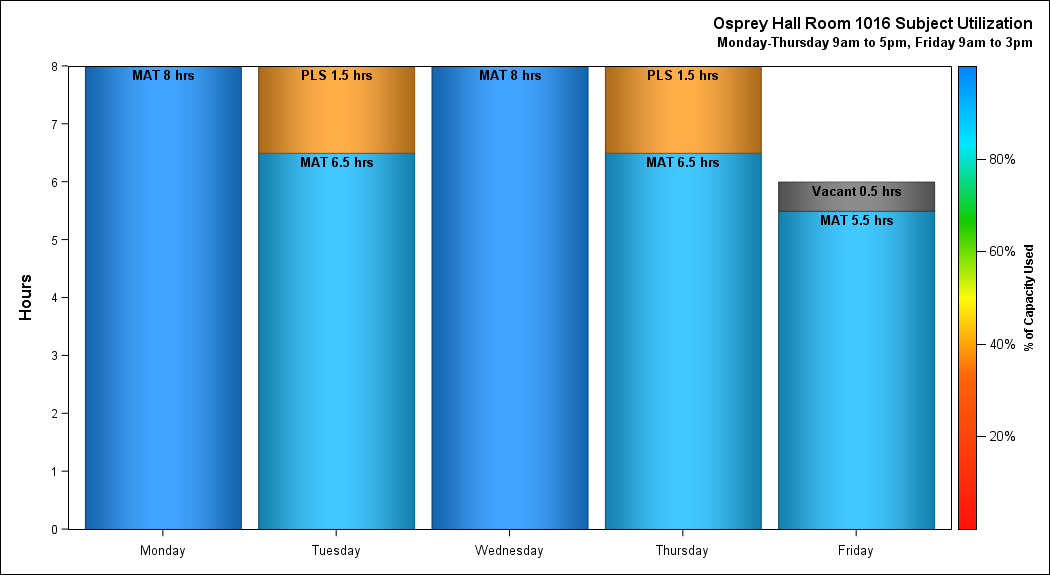 Osprey Hall Room 1016 Subject Utilization
Monday-Thursday 9am to 5pm, Friday 9am to 3pm
8
7
6
5
4
3
2
1
0
Hours
MAT 8 hrs
PLS 1.5 hrs
MAT 6.5 hrs
MAT 8 hrs
PLS 1.5 hrs
MAT 6.5 hrs
Vacant 0.5 hrs
MAT 5.5 hrs
Monday
Tuesday
Wednesday
Thursday
Friday
80%
60%
40%
20%
% of Capacity Used